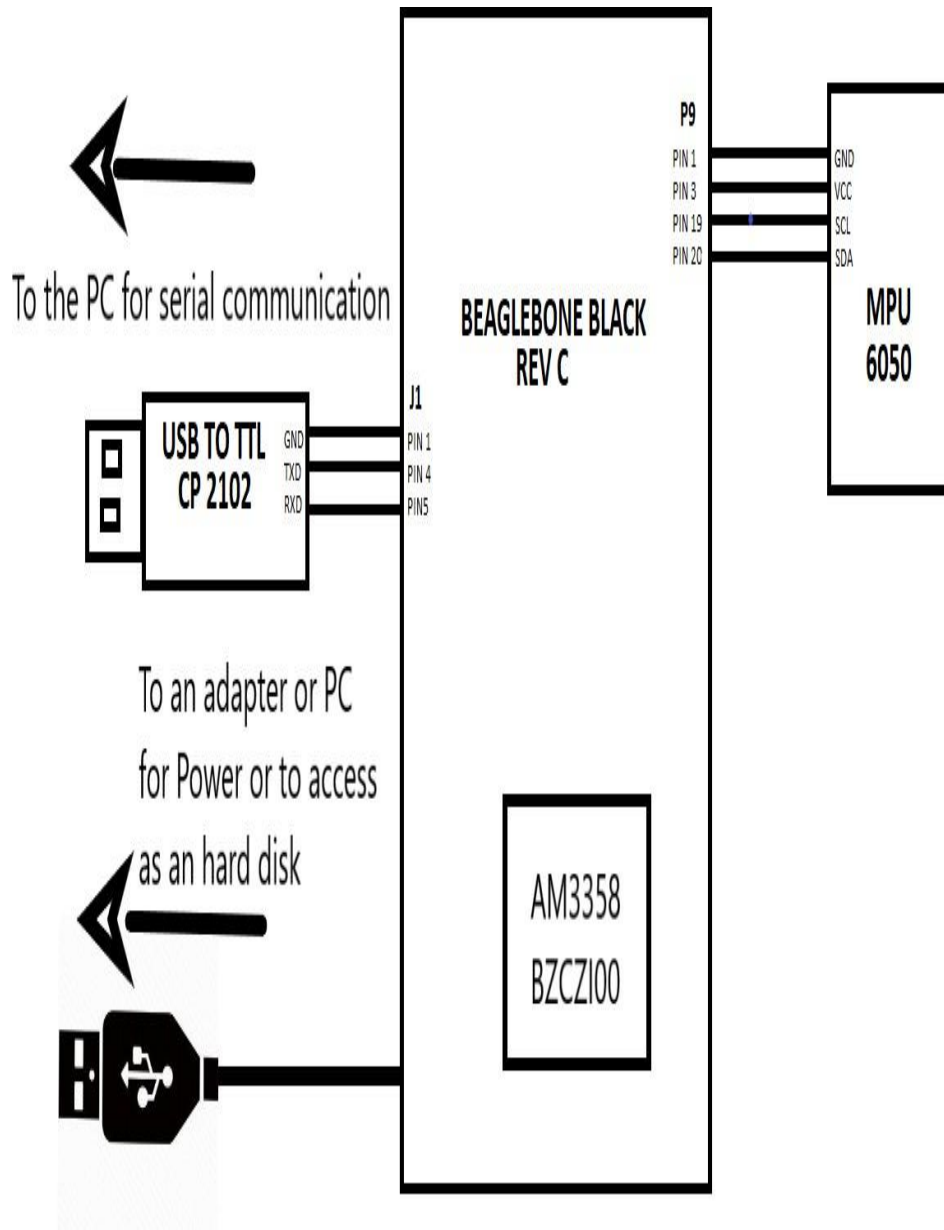 To the PC for serial communication
USB TO TTL
CP 2102
GND
TXD
RXD
J1
PIN 1
PIN 4
PIN5
To an adapter or PC
for Power or to access
as an hard disk
BEAGLEBONE BLACK
REV C
AM3358
BZCZI00
P9
PIN 1
PIN 3
PIN 19
PIN 20
GND
VCC
SCL
SDA
MPU
6050